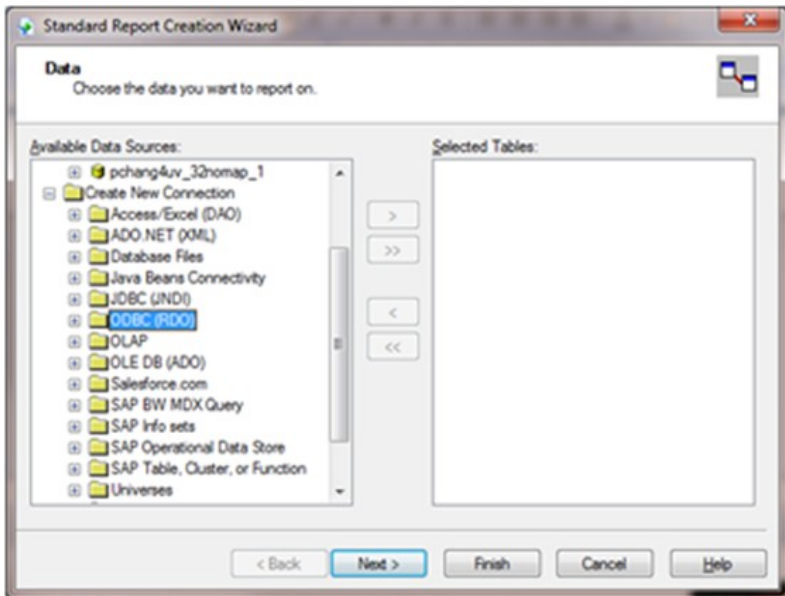 Standard Report Creation Wizard
Data
Choose the data you want to report on.
Available Data Sources:
pchang4uv_32nomap_1
Create New Connection
Access/Excel (DAO)
ADO.NET (XML)
Database Files
Java Beans Connectivity
JDBC (JNDI)
ODBC (RDO)
OLAP
OLE DB (ADO)
Salesforce.com
SAP BW MDX Query
SAP Info sets
SAP Operational Data Store
SAP Table, Cluster, or Function
Universes
>
>>
<
<<
Selected Tables:
< Back Next > Finish Cancel Help